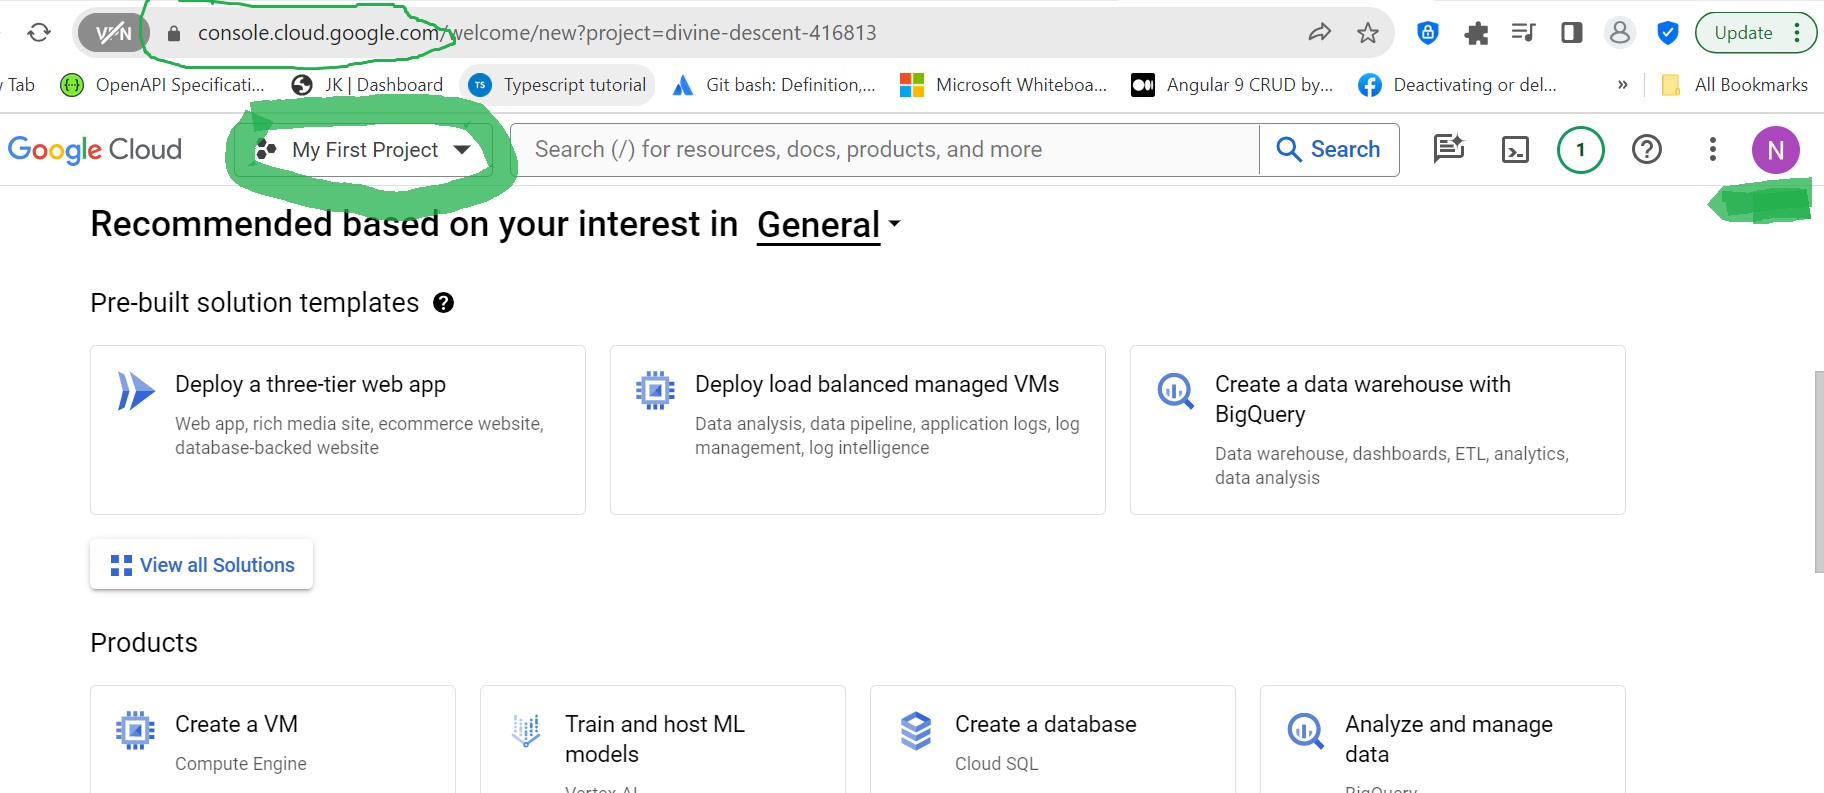 VPN console.cloud.google.com/welcome/new?project=divine-descent-416813 Update
Tab OpenAPI Specificati... JK | Dashboard TS Typescript tutorial Git bash: Definition,... Microsoft Whiteboa... Angular 9 CRUD by... Deactivating or del... » All Bookmarks
Google Cloud My First Project Search (/) for resources, docs, products, and more Search 1 N
Recommended based on your interest in General
Pre-built solution templates
Deploy a three-tier web app
Web app, rich media site, ecommerce website,
database-backed website
Deploy load balanced managed VMs
Data analysis, data pipeline, application logs, log
management, log intelligence
Create a data warehouse with
BigQuery
Data warehouse, dashboards, ETL, analytics,
data analysis
View all Solutions
Products
Create a VM
Compute Engine
Train and host ML
models
Vertex AI
Create a database
Cloud SQL
Analyze and manage
data
BigQuery